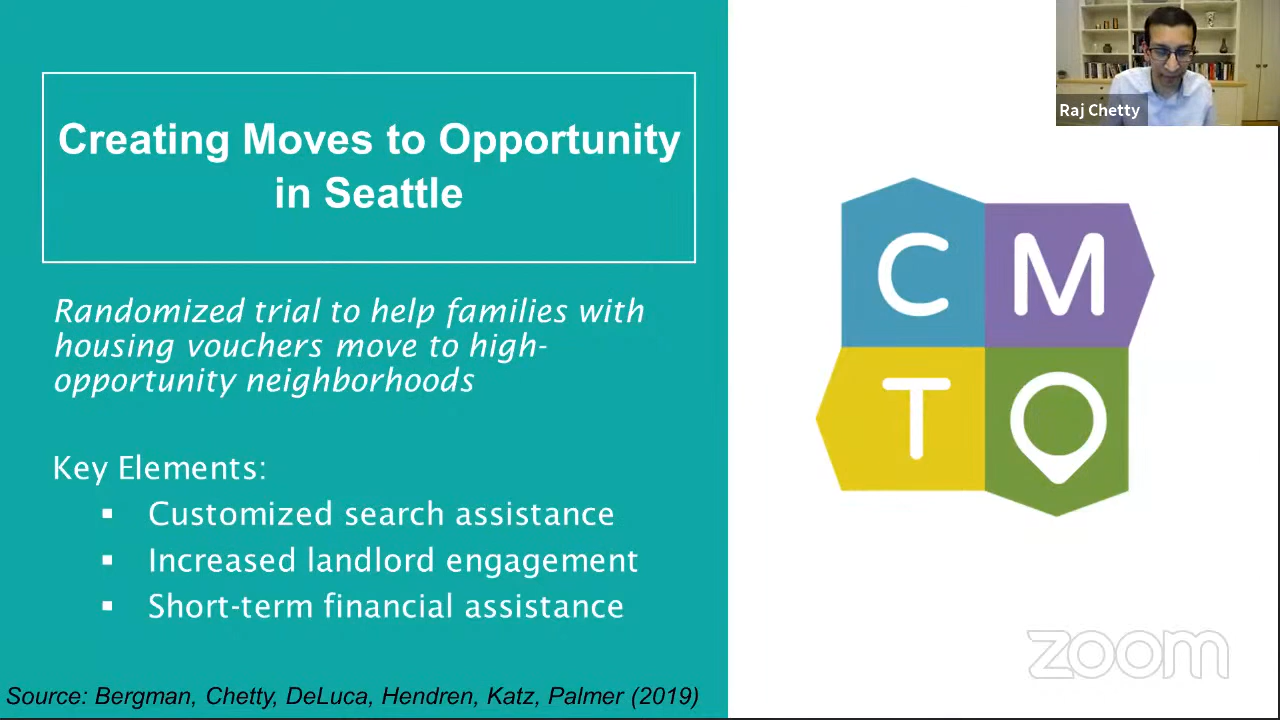 Raj Chetty
Creating Moves to Opportunity
in Seattle
Randomized trial to help families with
housing vouchers move to high-
opportunity neighborhoods
Key Elements:
▪ Customized search assistance
▪ Increased landlord engagement
▪ Short-term financial assistance
Source: Bergman, Chetty, DeLuca, Hendren, Katz, Palmer (2019)
C M
T O
zoom